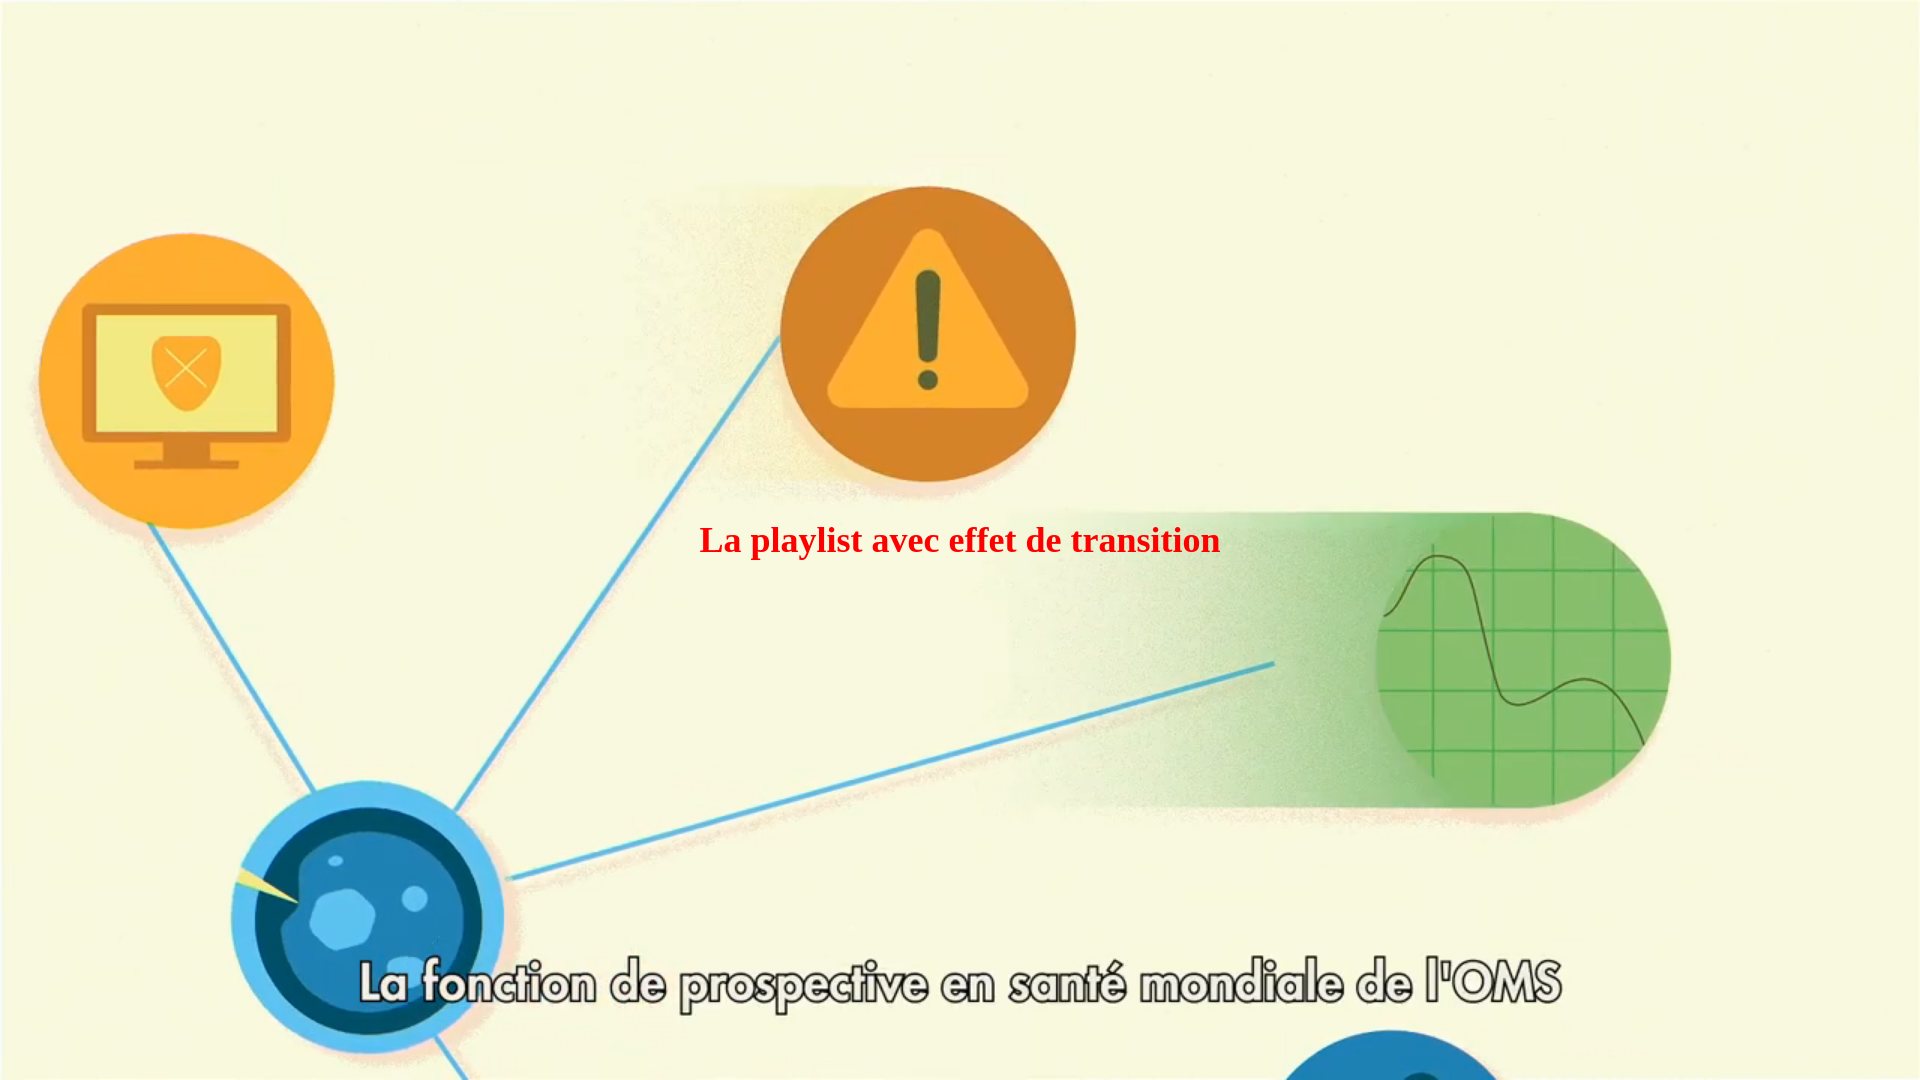 La playlist avec effet de transition
La fonction de prospective en santé mondiale de l'OMS